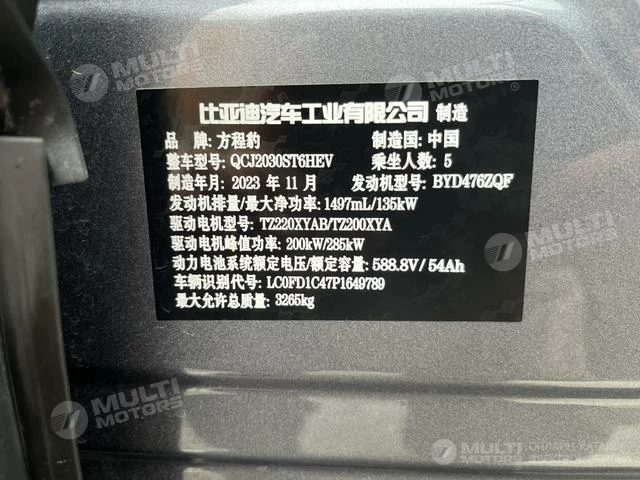 MULTI MOTORS
MULTI MOTORS
MULTI MOTORS
比亚迪汽车工业有限公司 制造
品 牌: 方程豹 制造国: 中国
整车型号: QCJ2030ST6HEV 乘坐人数: 5
制造年月: 2023 年 11 月 发动机型号: BYD476ZQF
发动机排量/最大净功率: 1497mL/135kW
驱动电机型号: TZ220XYAB/TZ200XYA
驱动电机峰值功率: 200kW/285kW
动力电池系统额定电压/额定容量: 588.8V/54Ah
车辆识别代号: LC0FD1C47P1649789
最大允许总质量: 3265kg
MULTI MOTORS
MULTI MOTORS
MULTI MOTORS